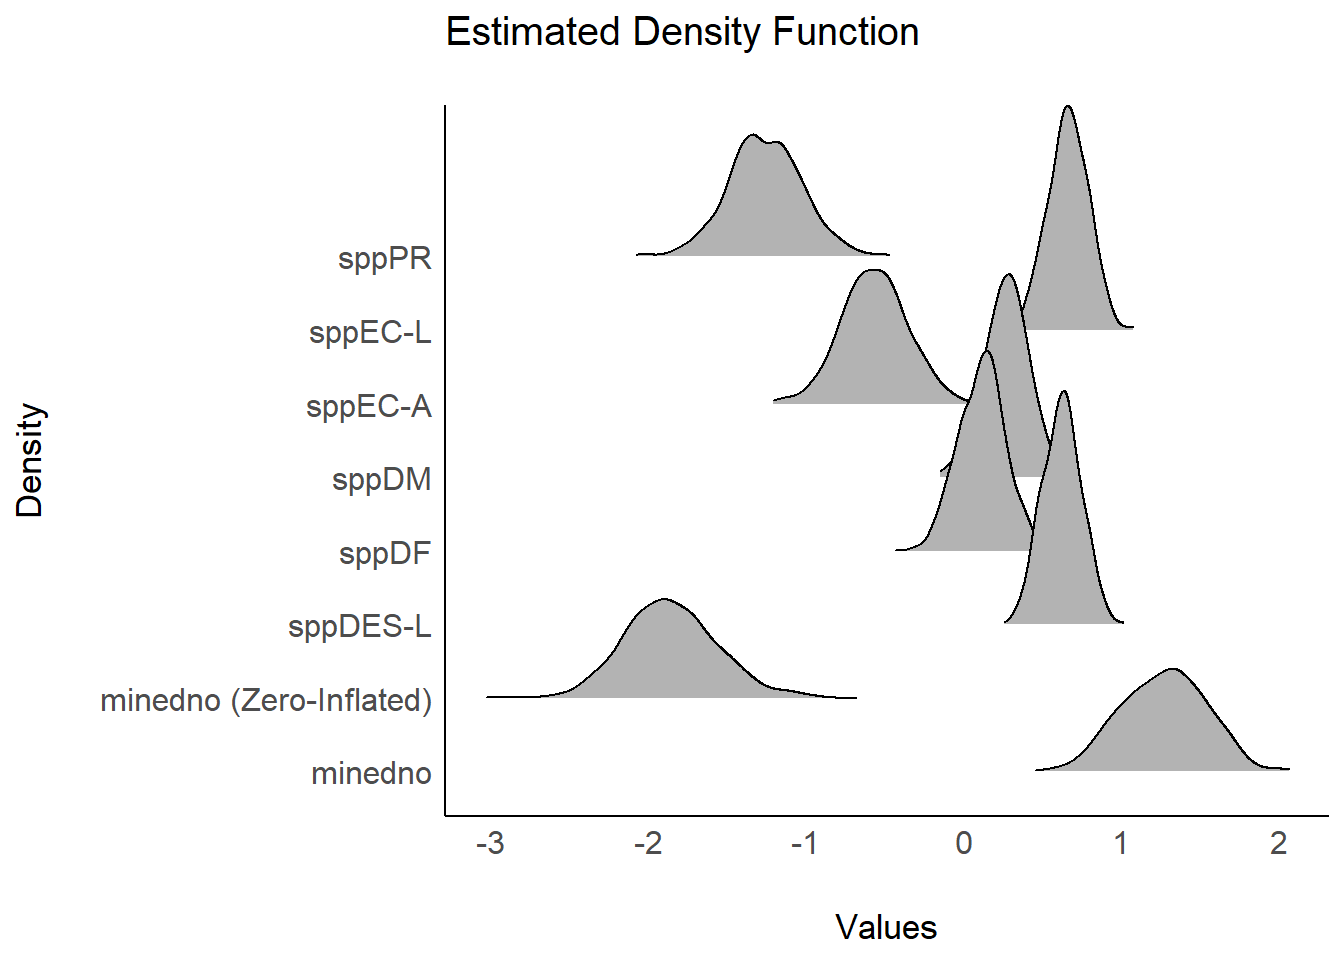 Estimated Density Function
Density
sppPR
sppEC-L
sppEC-A
sppDM
sppDF
sppDES-L
minedno (Zero-Inflated)
minedno
-3 -2 -1 0 1 2
Values